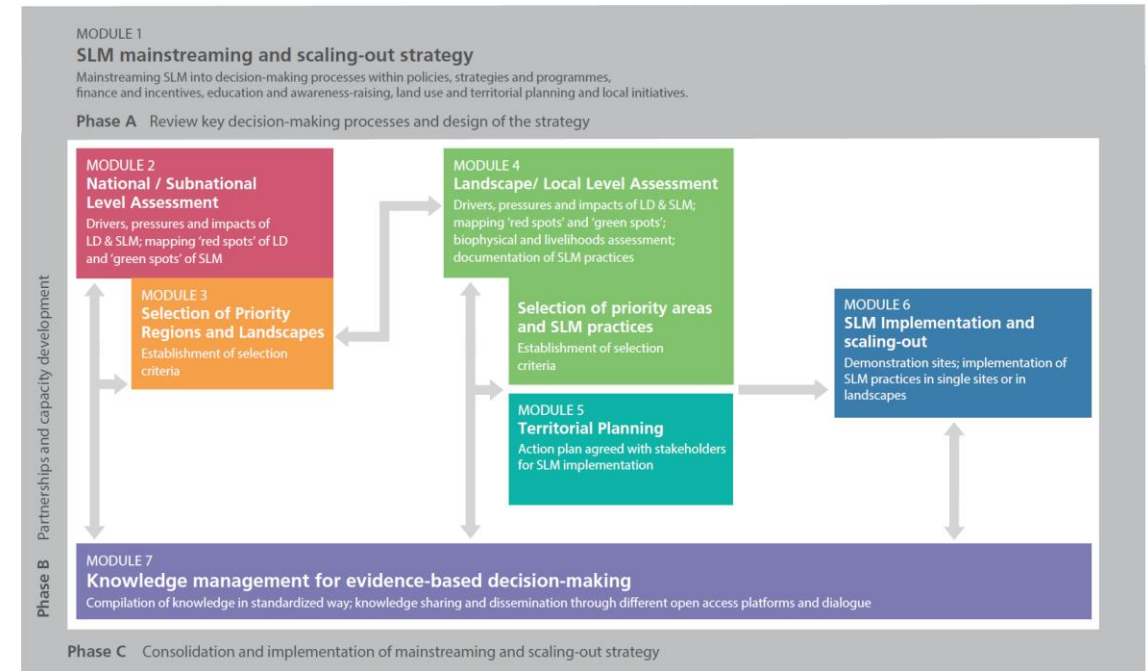 MODULE 1
SLM mainstreaming and scaling-out strategy
Mainstreaming SLM into decision-making processes within policies, strategies and programmes,
finance and incentives, education and awareness-raising, land use and territorial planning and local initiatives.
Phase A Review key decision-making processes and design of the strategy
MODULE 2
National / Subnational
Level Assessment
Drivers, pressures and impacts of
LD & SLM; mapping ‘red spots’ of LD
and ‘green spots’ of SLM
MODULE 3
Selection of Priority
Regions and Landscapes
Establishment of selection
criteria
MODULE 4
Landscape/ Local Level Assessment
Drivers, pressures and impacts of LD & SLM;
mapping ‘red spots’ and ‘green spots’;
biophysical and livelihoods assessment;
documentation of SLM practices
Selection of priority areas
and SLM practices
Establishment of selection
criteria
MODULE 5
Territorial Planning
Action plan agreed with stakeholders
for SLM implementation
MODULE 6
SLM Implementation and
scaling-out
Demonstration sites; implementation of
SLM practices in single sites or in
landscapes
MODULE 7
Knowledge management for evidence-based decision-making
Compilation of knowledge in standardized way; knowledge sharing and dissemination through different open access platforms and dialogue
Phase B Partnerships and capacity development
Phase C Consolidation and implementation of mainstreaming and scaling-out strategy